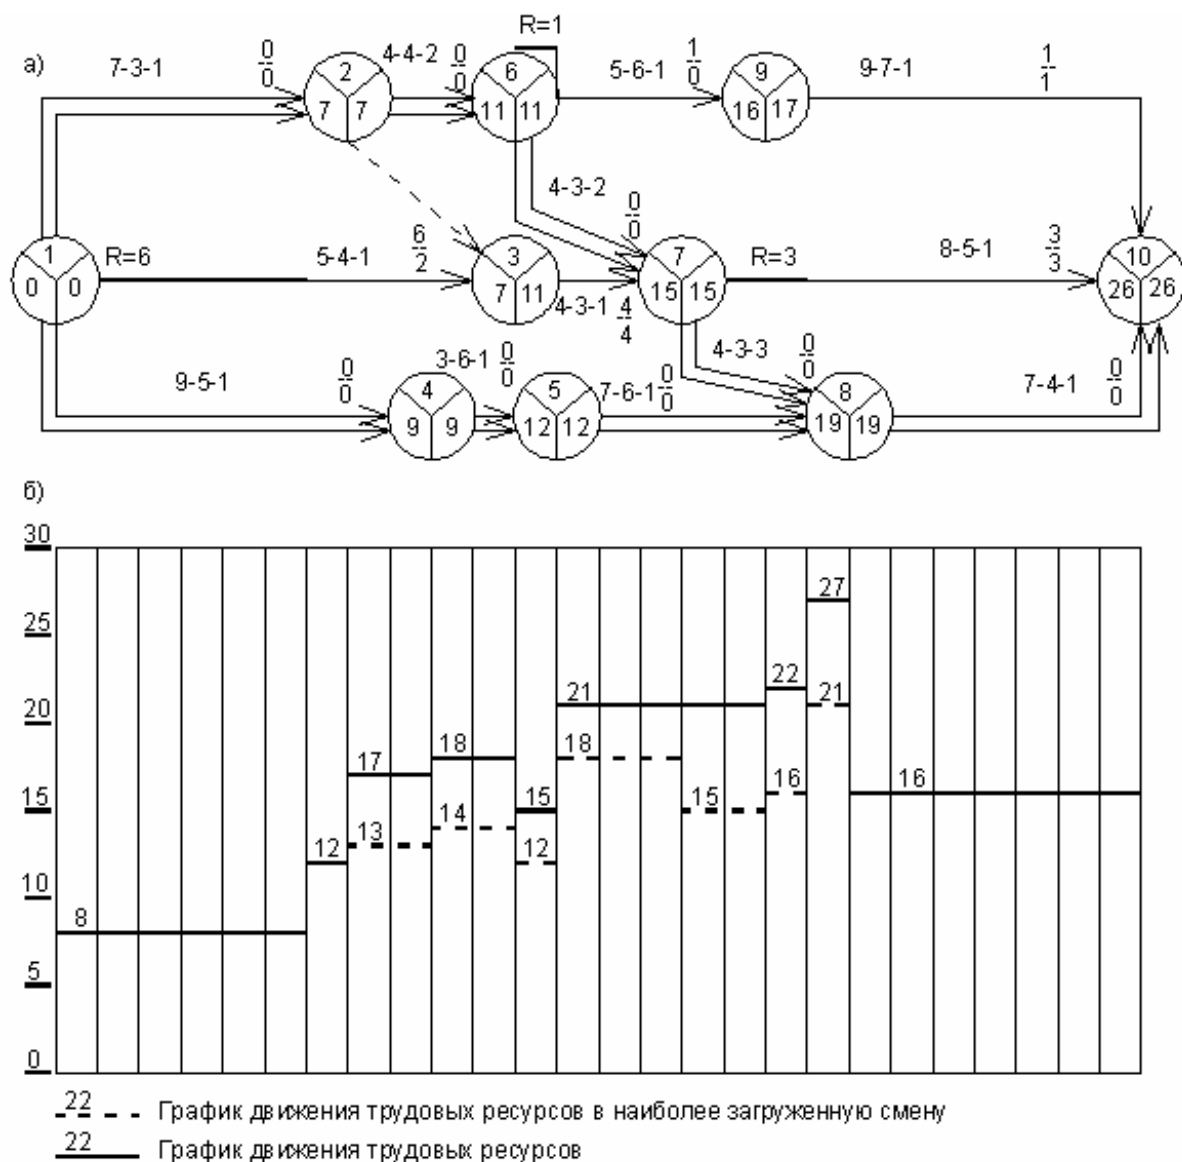 R=1
а) 7-3-1 0/0 2 7 7 4-4-2 0/0 6 11 11 5-6-1 1/0 9 16 17 9-7-1 1/1
4-3-2 0/0
1 0 0 R=6 5-4-1 6/2 3 7 11 4-3-1 4/4 7 15 15 R=3 8-5-1 3/3 10 26 26
9-5-1 0/0 4 9 9 3-6-1 0/0 5 12 12 7-6-1 0/0 4-3-3 0/0 8 19 19 7-4-1 0/0
б)
30
27
25
22
21 21
20
18 18
17
16 16
15 15 15
14
13
12 12
10
8
5
0
22 График движения трудовых ресурсов в наиболее загруженную смену
22 График движения трудовых ресурсов